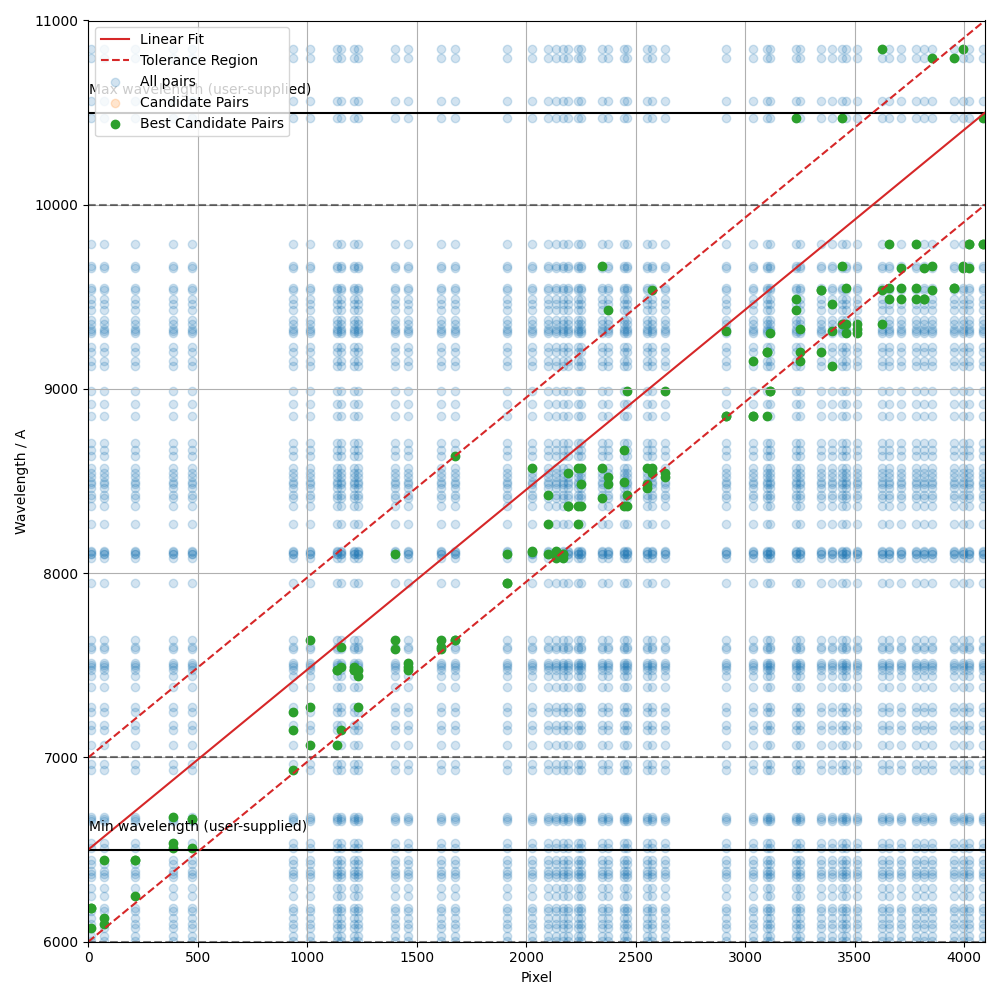 11000
Linear Fit
Tolerance Region
All pairs
Max wavelength (user-supplied)
Candidate Pairs
Best Candidate Pairs
10000
9000
Wavelength / A
8000
7000
Min wavelength (user-supplied)
6000
0 500 1000 1500 2000 2500 3000 3500 4000
Pixel